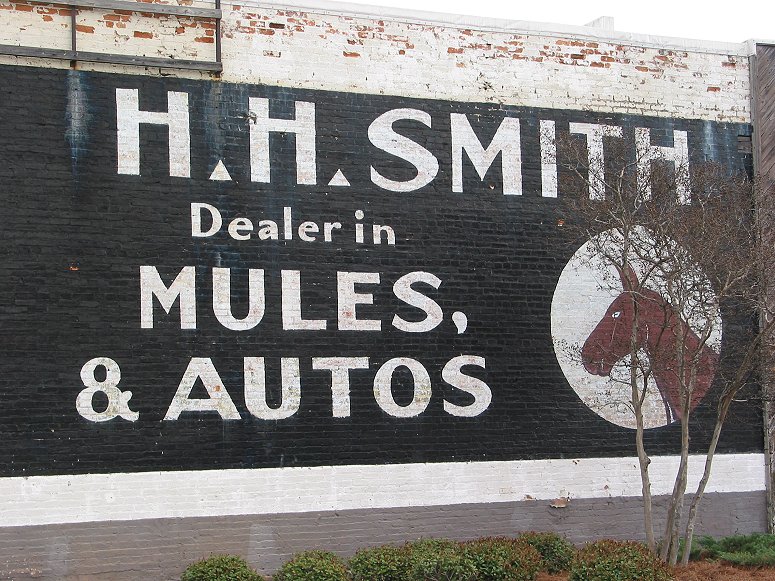 H.H. SMITH
Dealer in
MULES,
& AUTOS